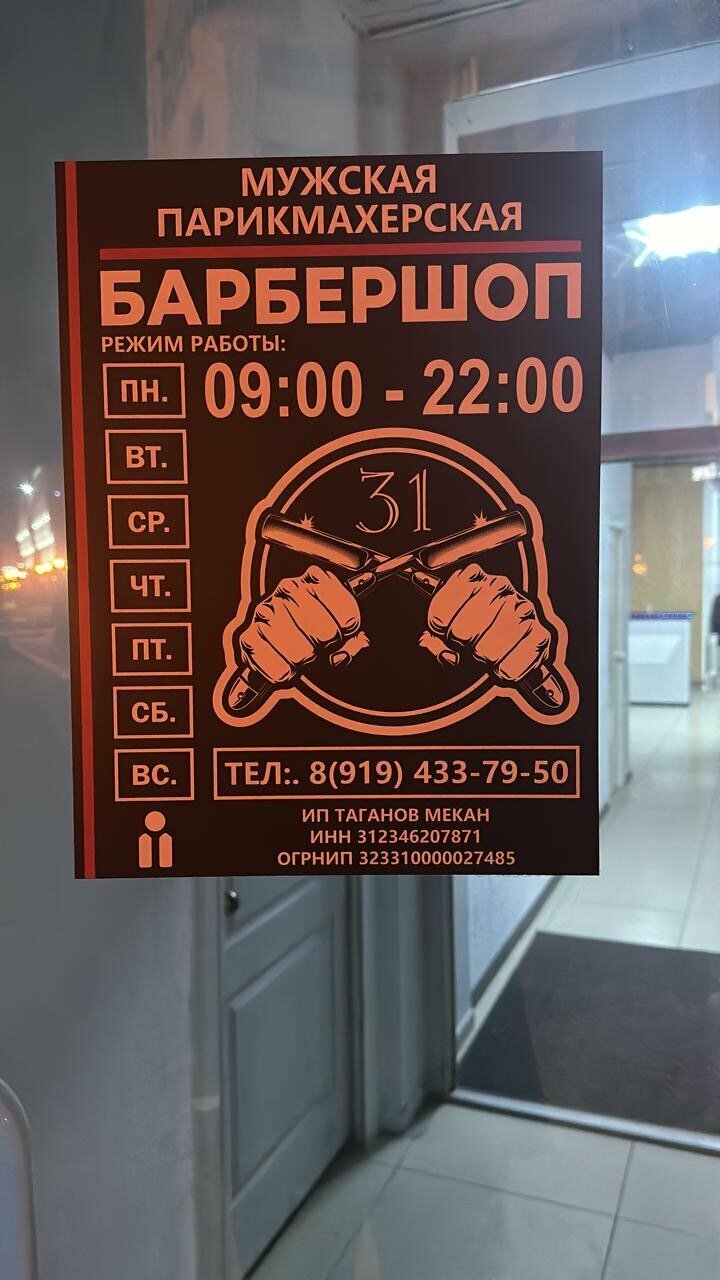 МУЖСКАЯ
ПАРИКМАХЕРСКАЯ
БАРБЕРШОП
РЕЖИМ РАБОТЫ:
ПН. 09:00 - 22:00
ВТ.
СР.
ЧТ.
ПТ.
СБ.
ВС.
31
ТЕЛ:. 8(919) 433-79-50
ИП ТАГАНОВ МЕКАН
ИНН 312346207871
ОГРНИП 323310000027485